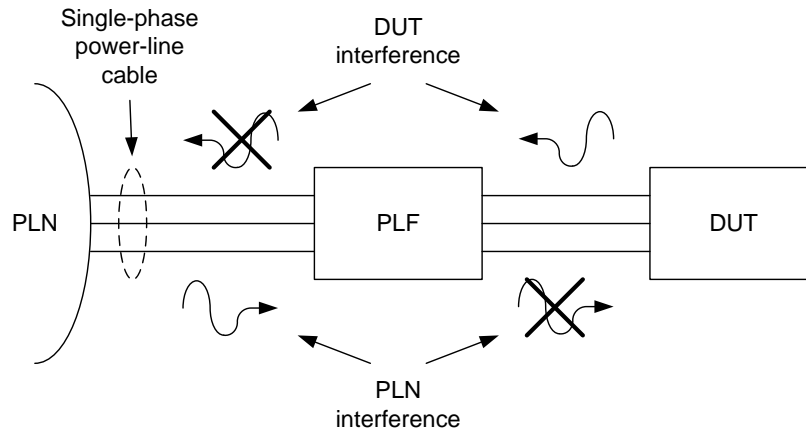 Single-phase
power-line
cable
DUT
interference
PLN
PLF
DUT
PLN
interference